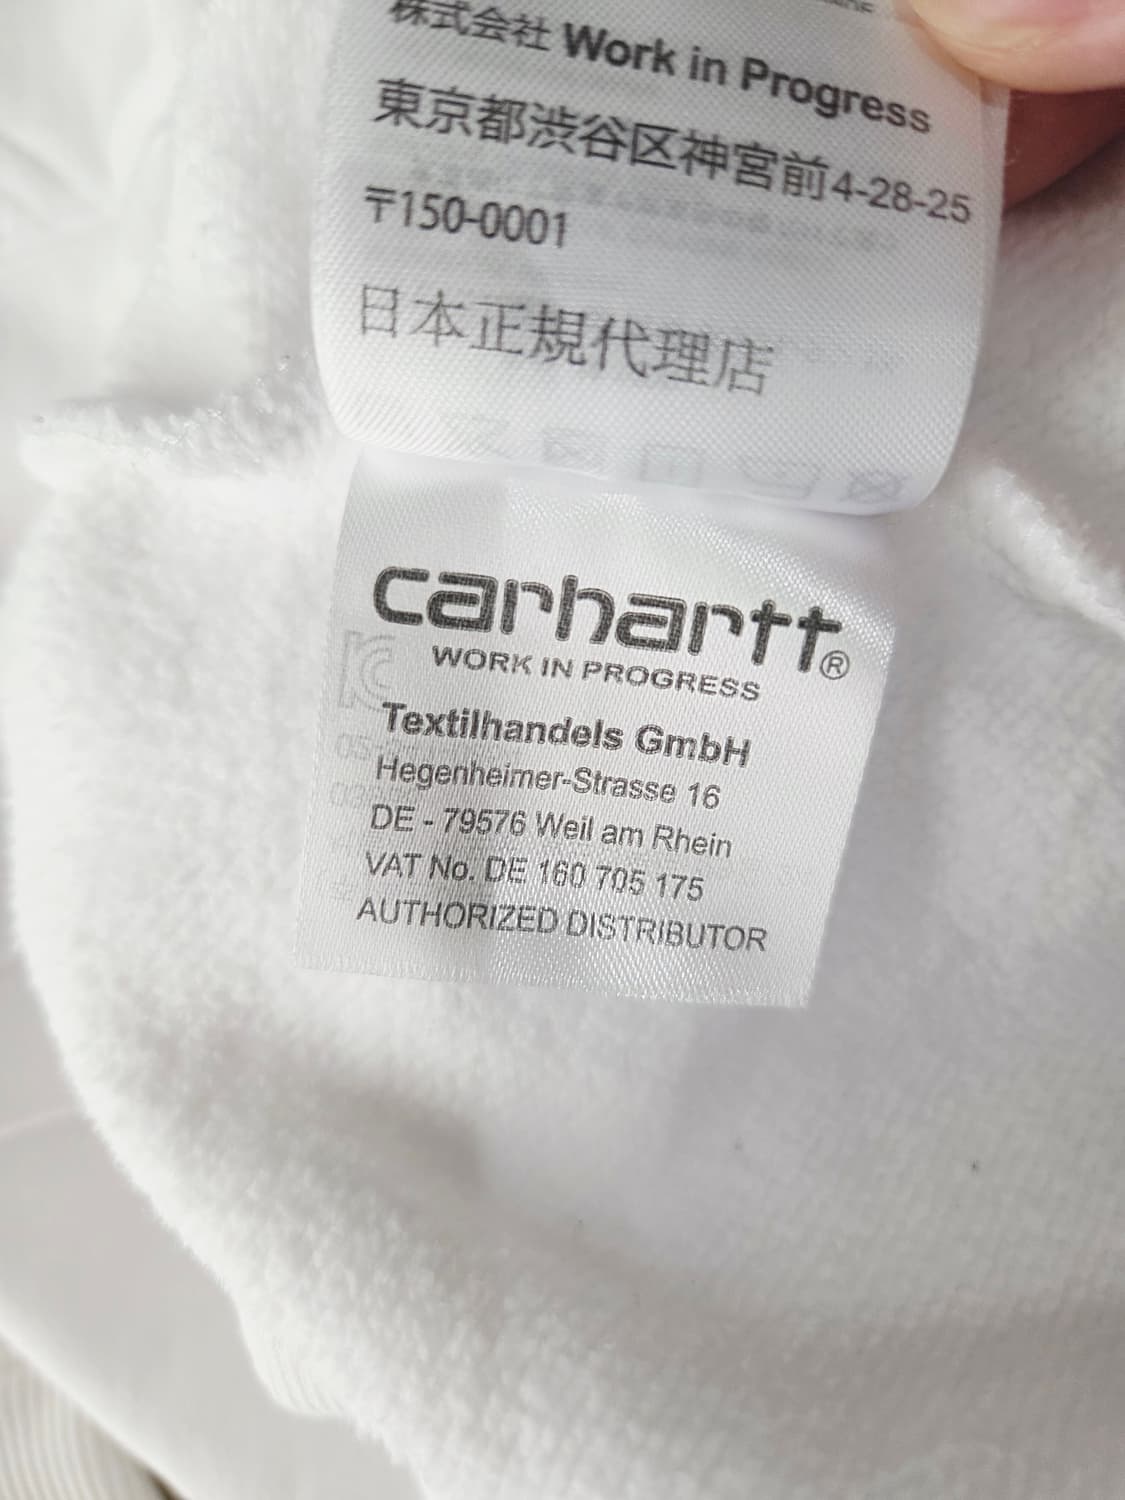 株式会社 Work in Progress
東京都渋谷区神宮前4-28-25
〒150-0001
日本正規代理店
carhartt®
WORK IN PROGRESS
Textilhandels GmbH
Hegenheimer-Strasse 16
DE - 79576 Weil am Rhein
VAT No. DE 160 705 175
AUTHORIZED DISTRIBUTOR